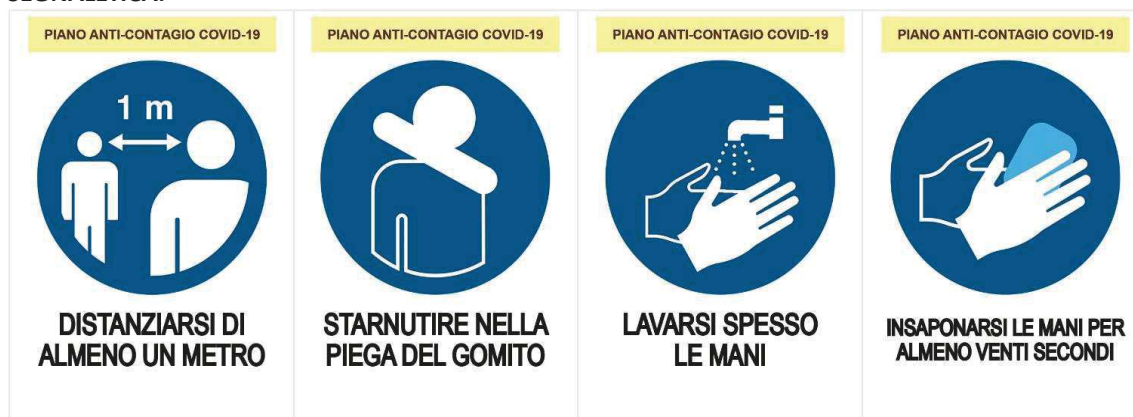 PIANO ANTI-CONTAGIO COVID-19
1 m
DISTANZIARSI DI
ALMENO UN METRO
PIANO ANTI-CONTAGIO COVID-19
STARNUTIRE NELLA
PIEGA DEL GOMITO
PIANO ANTI-CONTAGIO COVID-19
LAVARSI SPESSO
LE MANI
PIANO ANTI-CONTAGIO COVID-19
INSAPONARSI LE MANI PER
ALMENO VENTI SECONDI